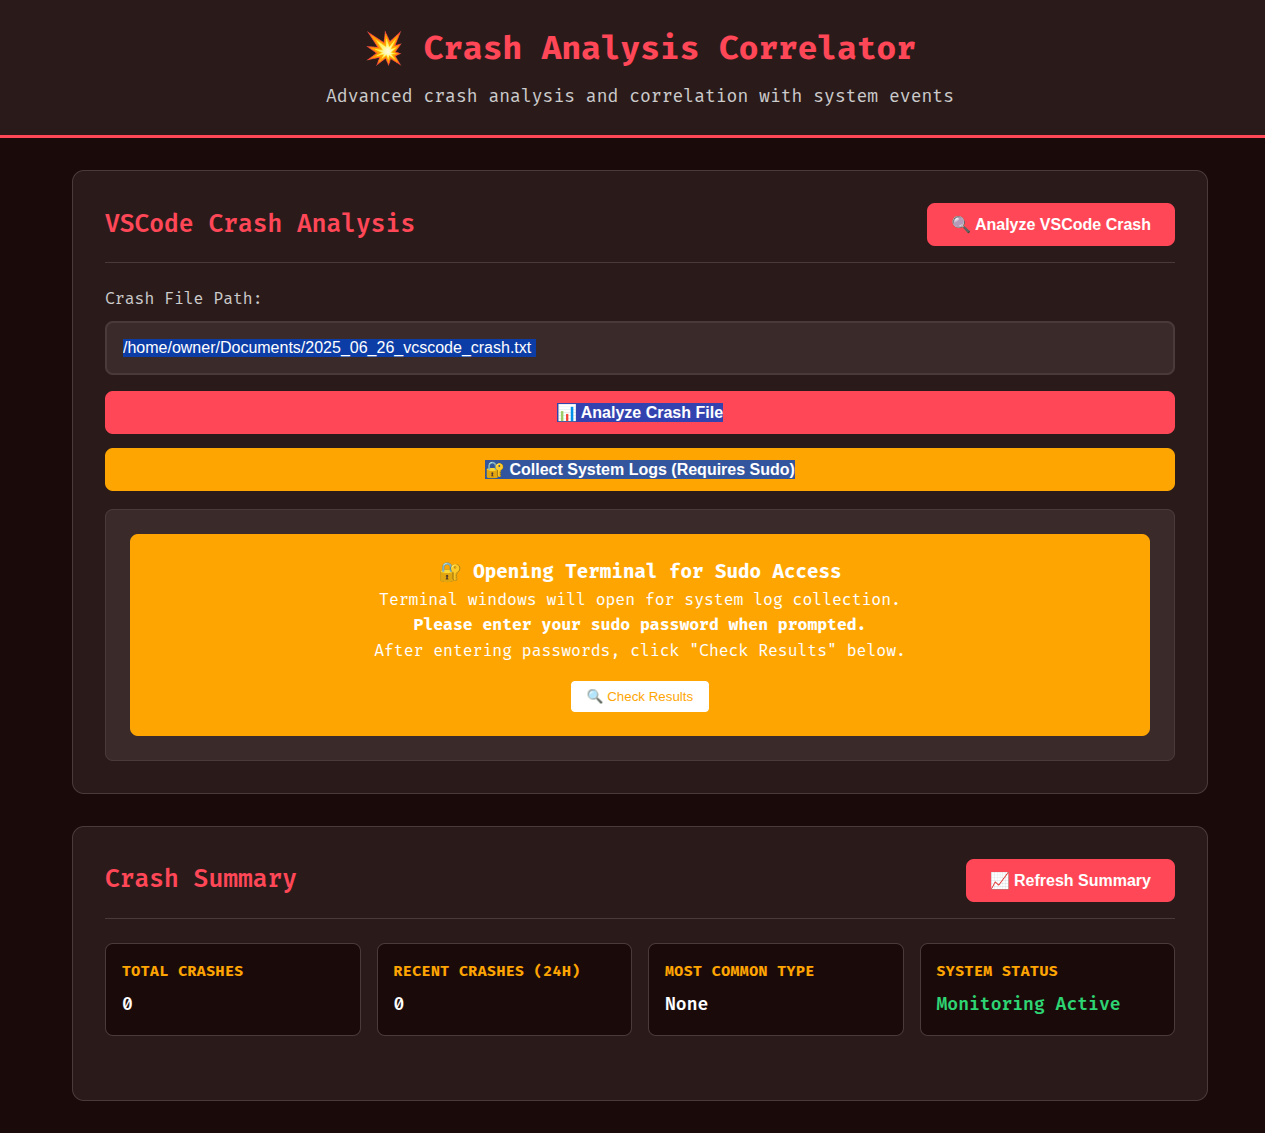 💥 Crash Analysis Correlator
Advanced crash analysis and correlation with system events
VSCode Crash Analysis
🔍 Analyze VSCode Crash
Crash File Path:
/home/owner/Documents/2025_06_26_vcscode_crash.txt
📊 Analyze Crash File
🔐 Collect System Logs (Requires Sudo)
🔐 Opening Terminal for Sudo Access
Terminal windows will open for system log collection.
Please enter your sudo password when prompted.
After entering passwords, click "Check Results" below.
🔍 Check Results
Crash Summary
📈 Refresh Summary
TOTAL CRASHES
0
RECENT CRASHES (24H)
0
MOST COMMON TYPE
None
SYSTEM STATUS
Monitoring Active